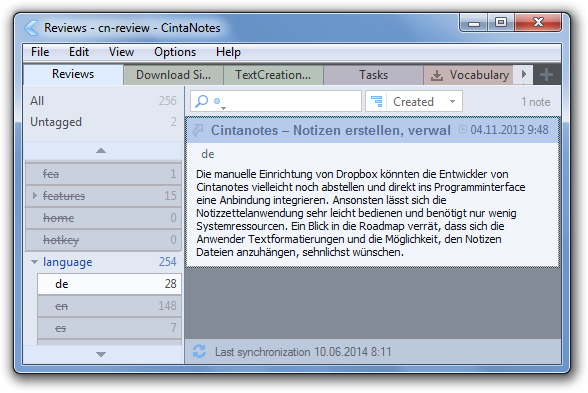 Reviews - cn-review - CintaNotes
File Edit View Options Help
Reviews Download Si... TextCreation... Tasks Vocabulary
All 256
Untagged 2
Created 1 note
fea 1
features 15
home 0
hotkey 0
language 254
de 28
en 148
es 7
Cintanotes – Notizen erstellen, verwal 04.11.2013 9:48
de
Die manuelle Einrichtung von Dropbox könnten die Entwickler von
Cintanotes vielleicht noch abstellen und direkt ins Programminterface
eine Anbindung integrieren. Ansonsten lässt sich die
Notizzettelanwendung sehr leicht bedienen und benötigt nur wenig
Systemressourcen. Ein Blick in die Roadmap verrät, dass sich die
Anwender Textformatierungen und die Möglichkeit, den Notizen
Dateien anzuhängen, sehnlichst wünschen.
Last synchronization 10.06.2014 8:11